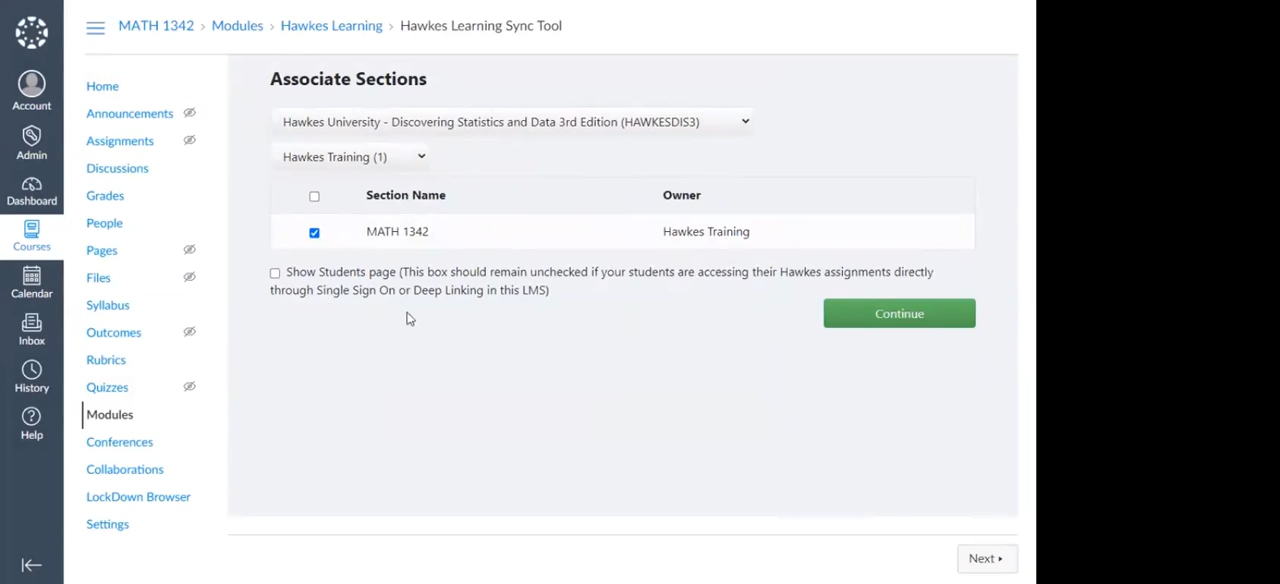 MATH 1342 › Modules › Hawkes Learning › Hawkes Learning Sync Tool
Account
Admin
Dashboard
Courses
Calendar
Inbox
History
Help
Home
Announcements
Assignments
Discussions
Grades
People
Pages
Files
Syllabus
Outcomes
Rubrics
Quizzes
Modules
Conferences
Collaborations
LockDown Browser
Settings
Associate Sections
Hawkes University - Discovering Statistics and Data 3rd Edition (HAWKESDIS3)
Hawkes Training (1)
Section Name Owner
MATH 1342 Hawkes Training
Show Students page (This box should remain unchecked if your students are accessing their Hawkes assignments directly
through Single Sign On or Deep Linking in this LMS)
Continue
Next